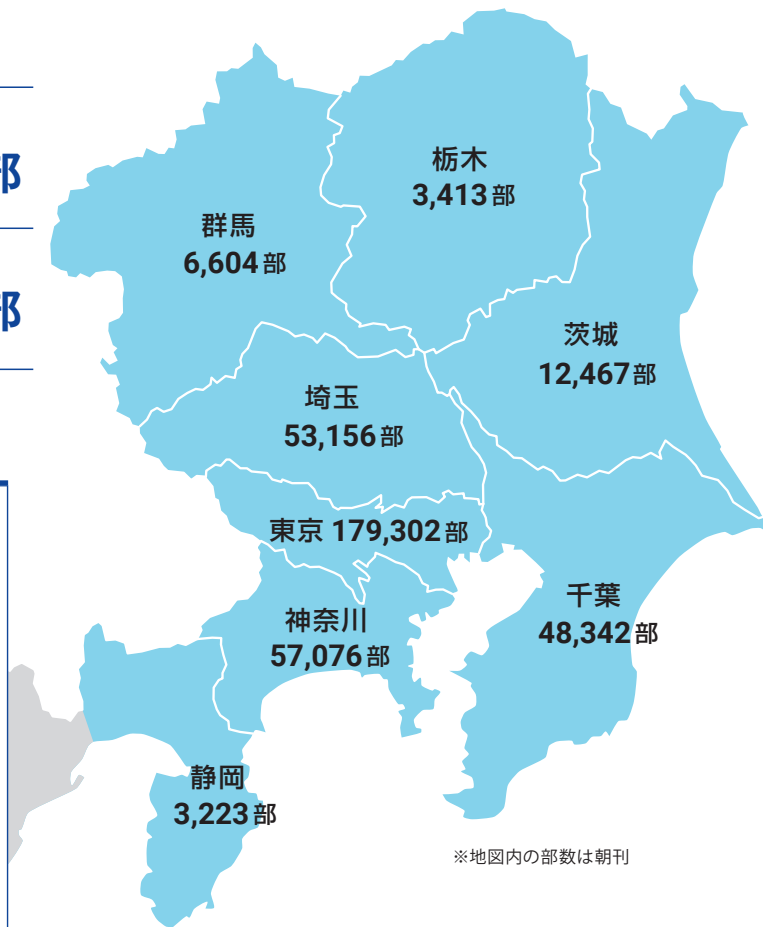 部
部
栃木
3,413部
群馬
6,604部
茨城
12,467部
埼玉
53,156部
東京 179,302部
千葉
48,342部
神奈川
57,076部
静岡
3,223部
※地図内の部数は朝刊